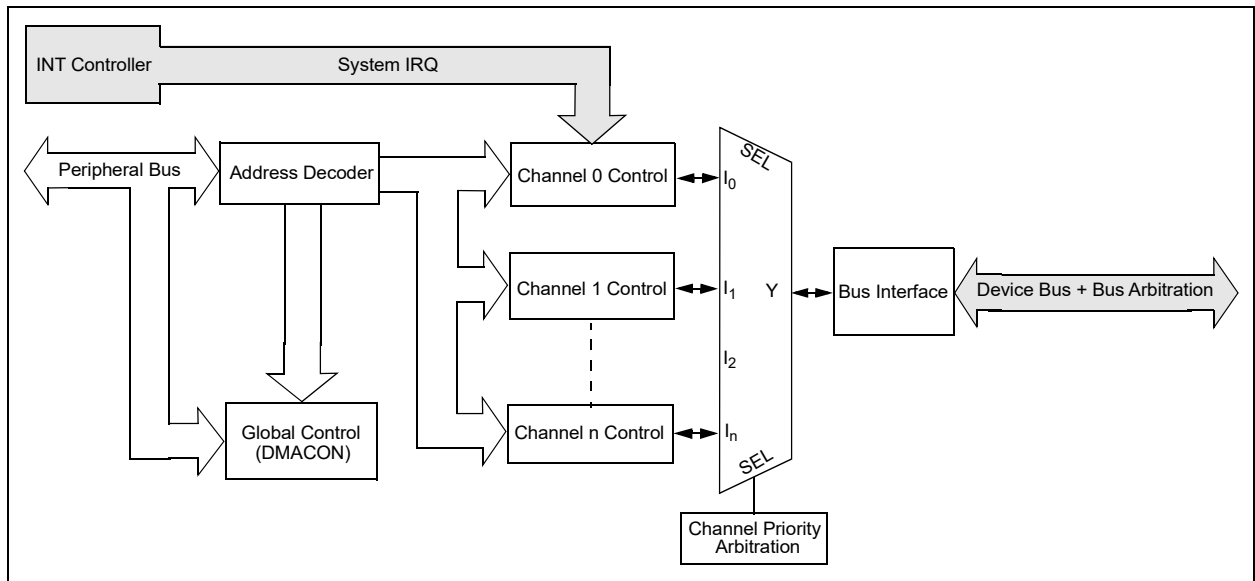 INT Controller
System IRQ
Peripheral Bus
Address Decoder
Channel 0 Control
SEL
I0
Channel 1 Control
I1
Y
Bus Interface
Device Bus + Bus Arbitration
I2
Global Control
(DMACON)
Channel n Control
In
SEL
Channel Priority
Arbitration